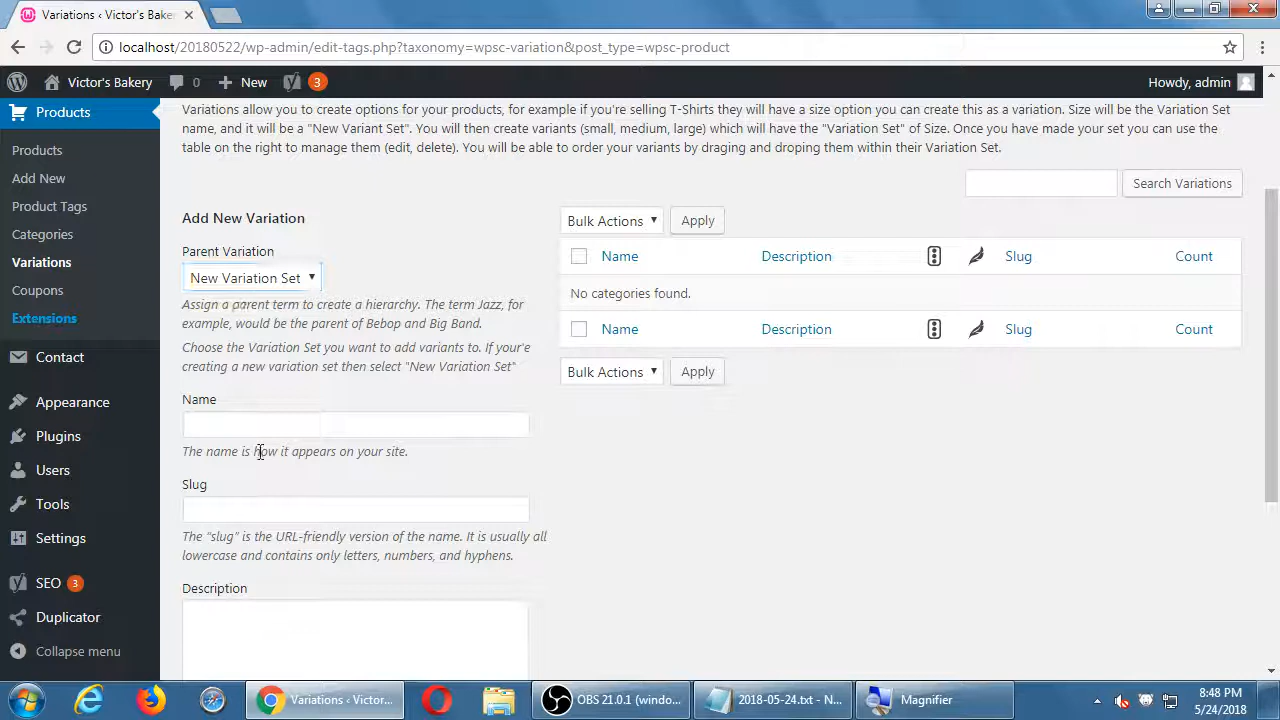 Variations ‹ Victor's Baker
localhost/20180522/wp-admin/edit-tags.php?taxonomy=wpsc-variation&post_type=wpsc-product
Victor's Bakery 0 New 3 Howdy, admin
Products
Products
Add New
Product Tags
Categories
Variations
Coupons
Extensions
Contact
Appearance
Plugins
Users
Tools
Settings
SEO 3
Duplicator
Collapse menu
Variations allow you to create options for your products, for example if you're selling T-Shirts they will have a size option you can create this as a variation. Size will be the Variation Set
name, and it will be a "New Variant Set". You will then create variants (small, medium, large) which will have the "Variation Set" of Size. Once you have made your set you can use the
table on the right to manage them (edit, delete). You will be able to order your variants by draging and droping them within their Variation Set.
Search Variations
Add New Variation
Parent Variation
New Variation Set
Assign a parent term to create a hierarchy. The term Jazz, for
example, would be the parent of Bebop and Big Band.
Choose the Variation Set you want to add variants to. If your'e
creating a new variation set then select "New Variation Set"
Name
The name is how it appears on your site.
Slug
The “slug” is the URL-friendly version of the name. It is usually all
lowercase and contains only letters, numbers, and hyphens.
Description
Bulk Actions Apply
Name Description Slug Count
No categories found.
Name Description Slug Count
Bulk Actions Apply
Variations ‹ Victor...
OBS 21.0.1 (windo...
2018-05-24.txt - N...
Magnifier
8:48 PM
5/24/2018